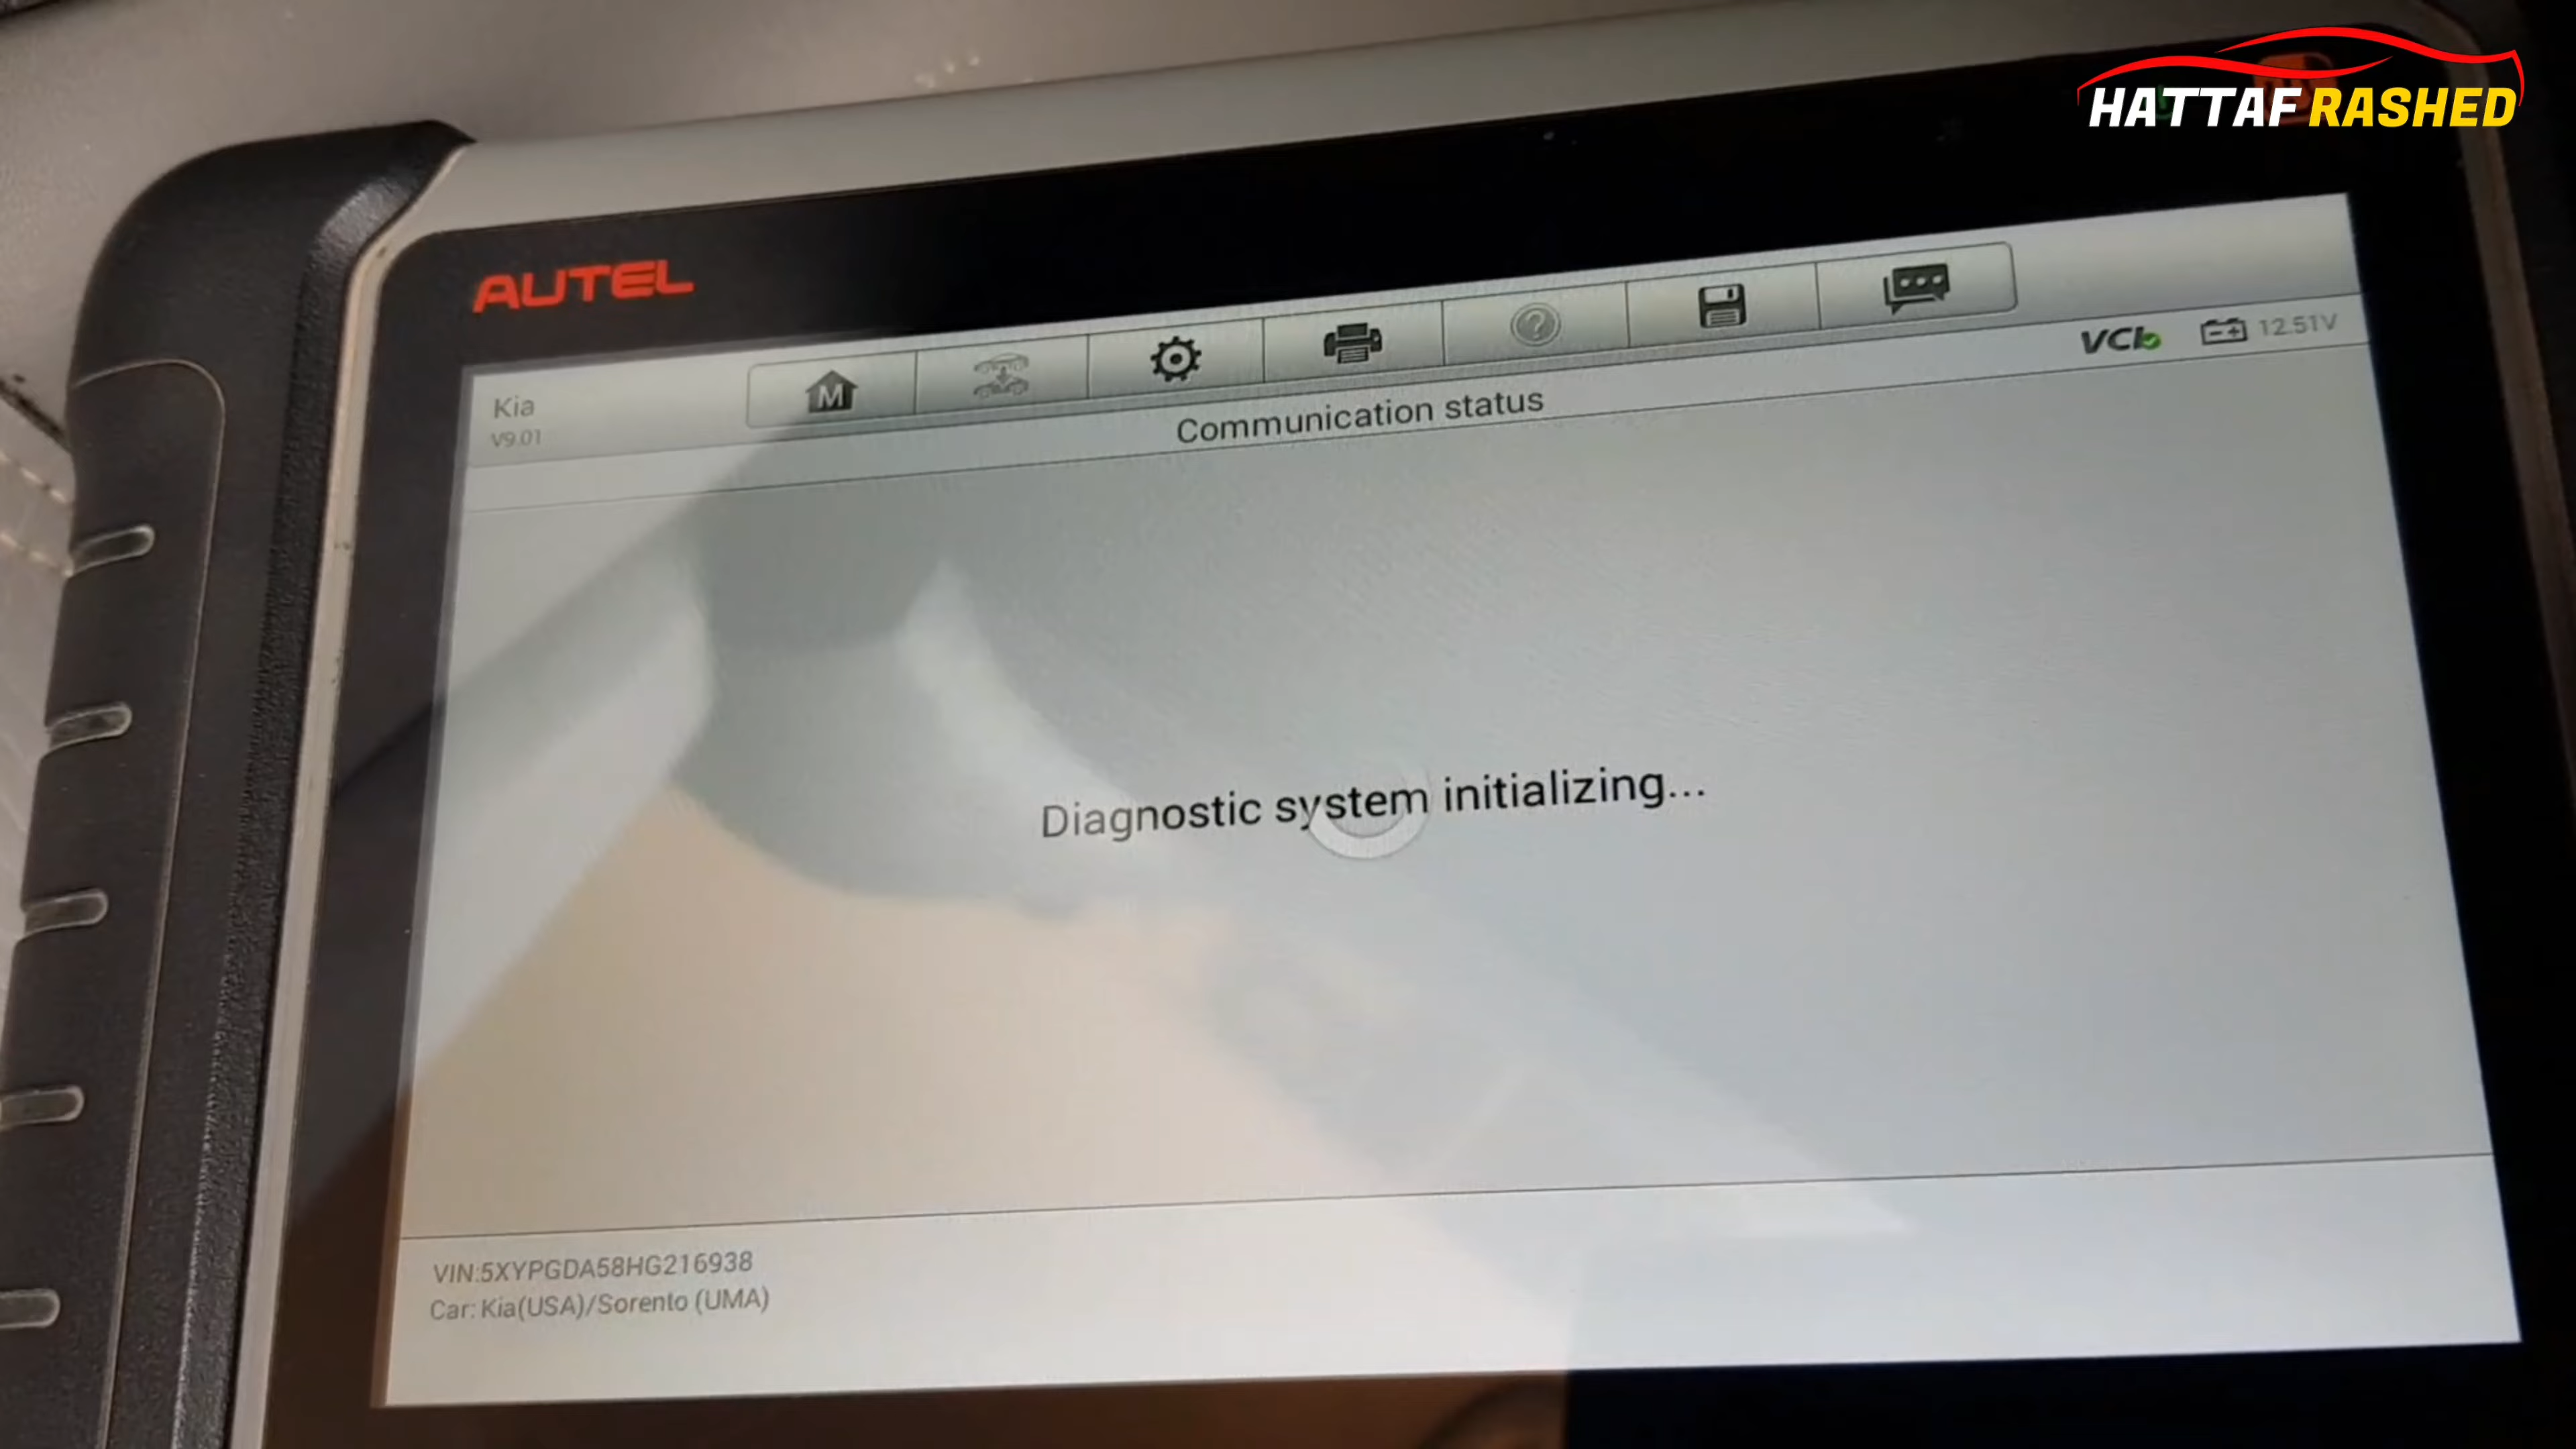 HATTAF RASHED
AUTEL
M
Kia
V9.01
VCI
12.51V
Communication status
Diagnostic system initializing...
VIN:5XYPGDA58HG216938
Car: Kia(USA)/Sorento (UMA)